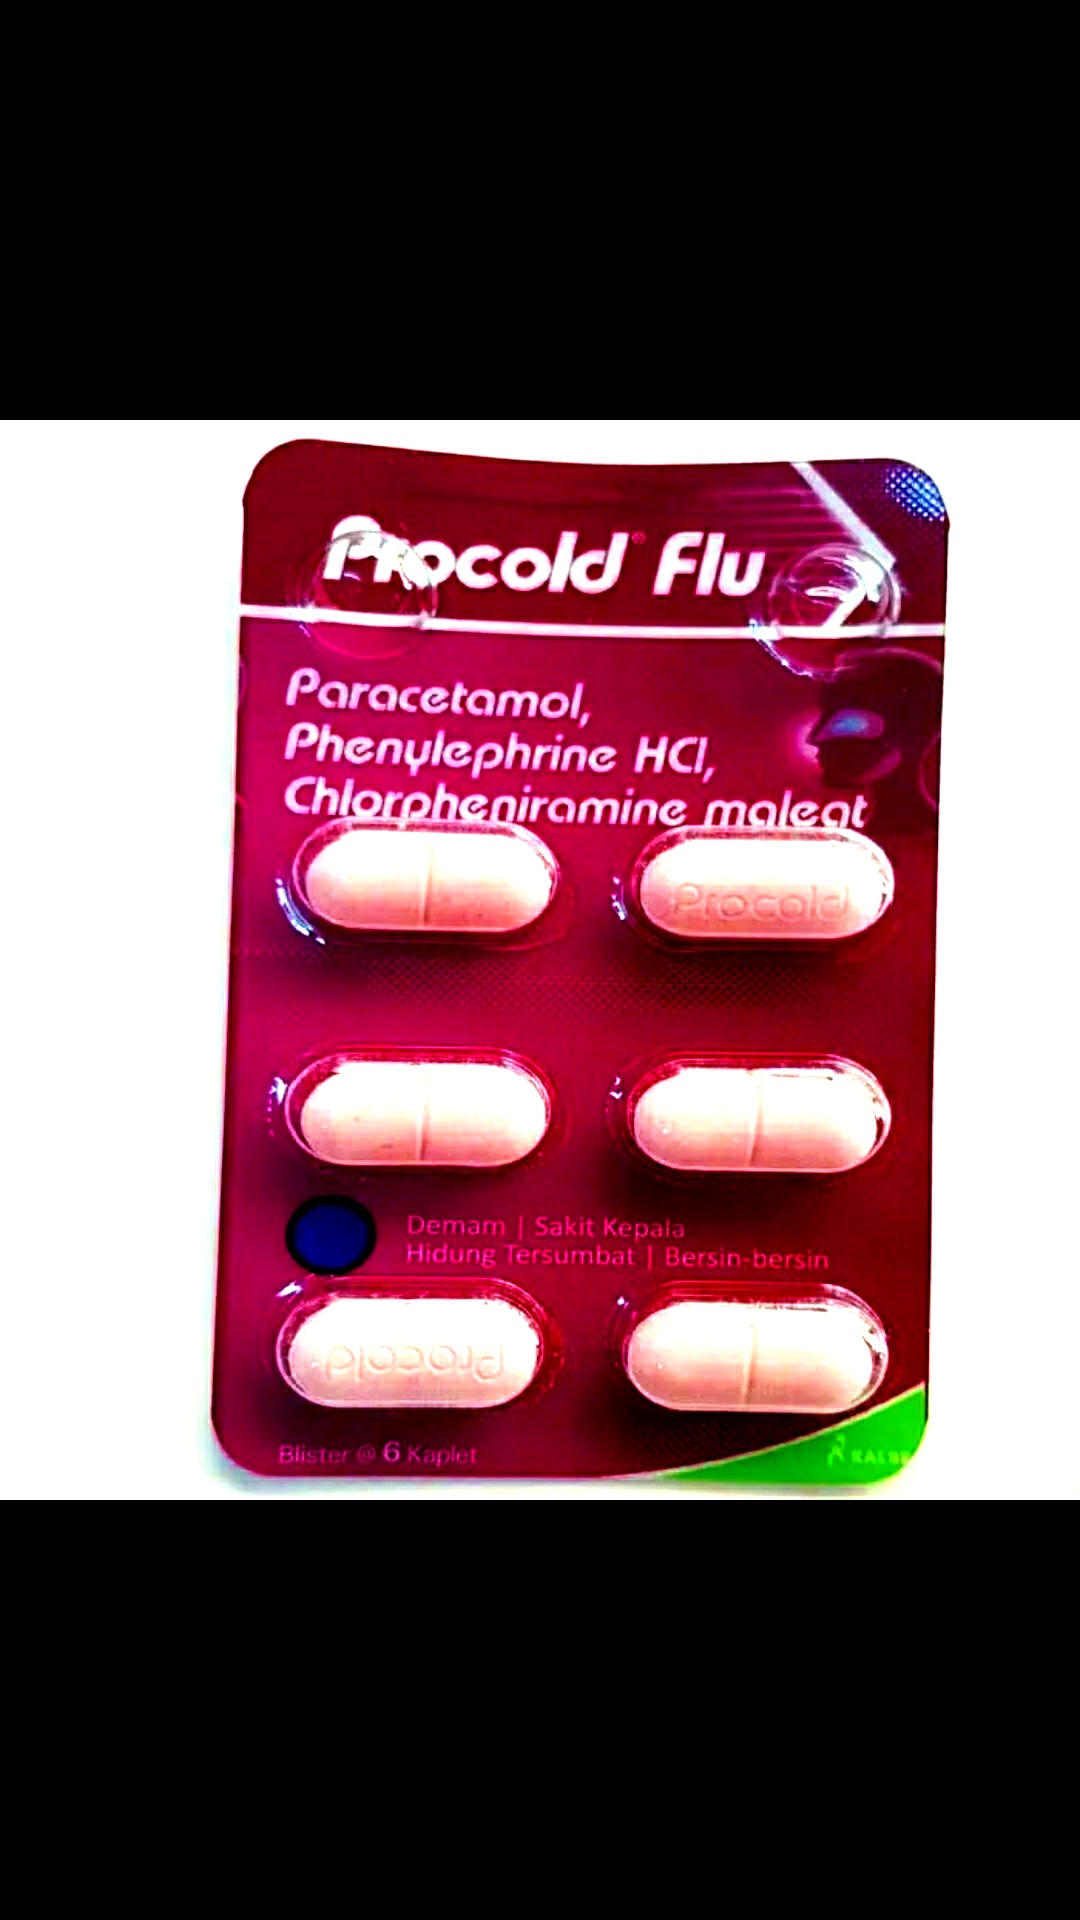 Procold® Flu
Paracetamol,
Phenylephrine HCl,
Chlorpheniramine maleat
Procold
Demam | Sakit Kepala
Hidung Tersumbat | Bersin-bersin
Procold
Blister @ 6 Kaplet
KALBE